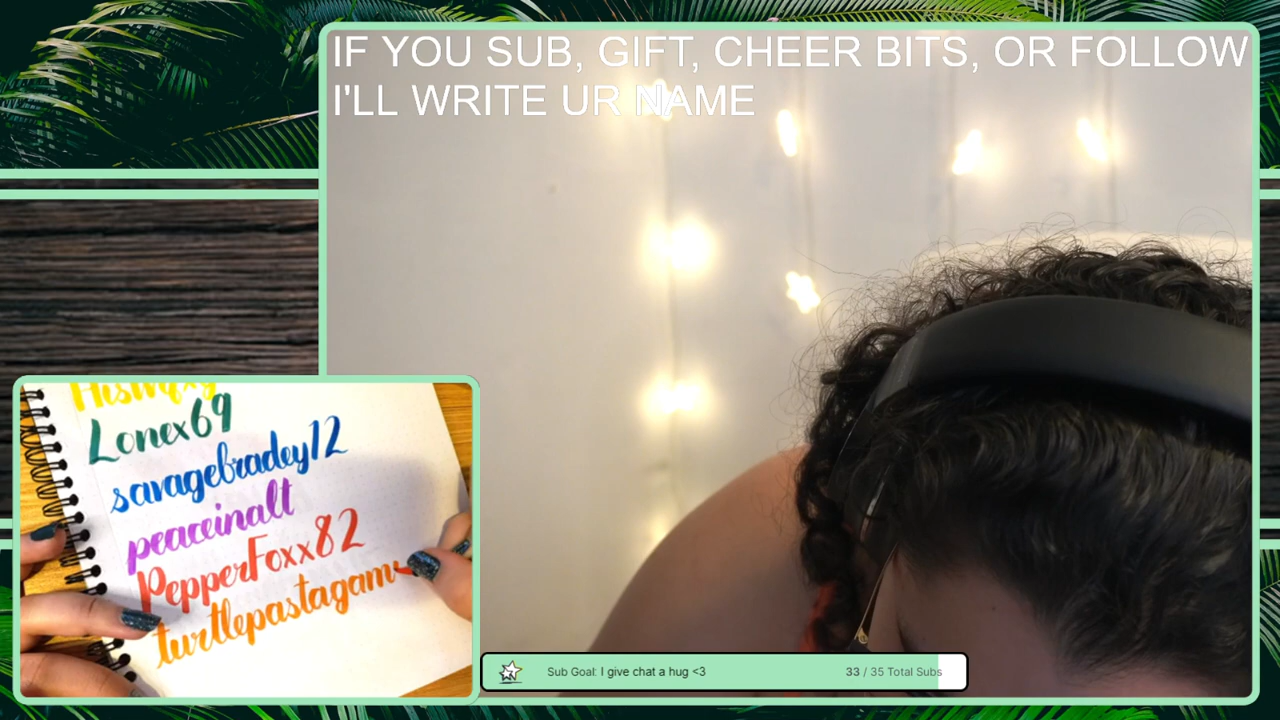 IF YOU SUB, GIFT, CHEER BITS, OR FOLLOW
I'LL WRITE UR NAME
Lonex69
savagebradey12
peaceinalt
PepperFoxx82
turtlepastagam
Sub Goal: I give chat a hug <3
33 / 35 Total Subs